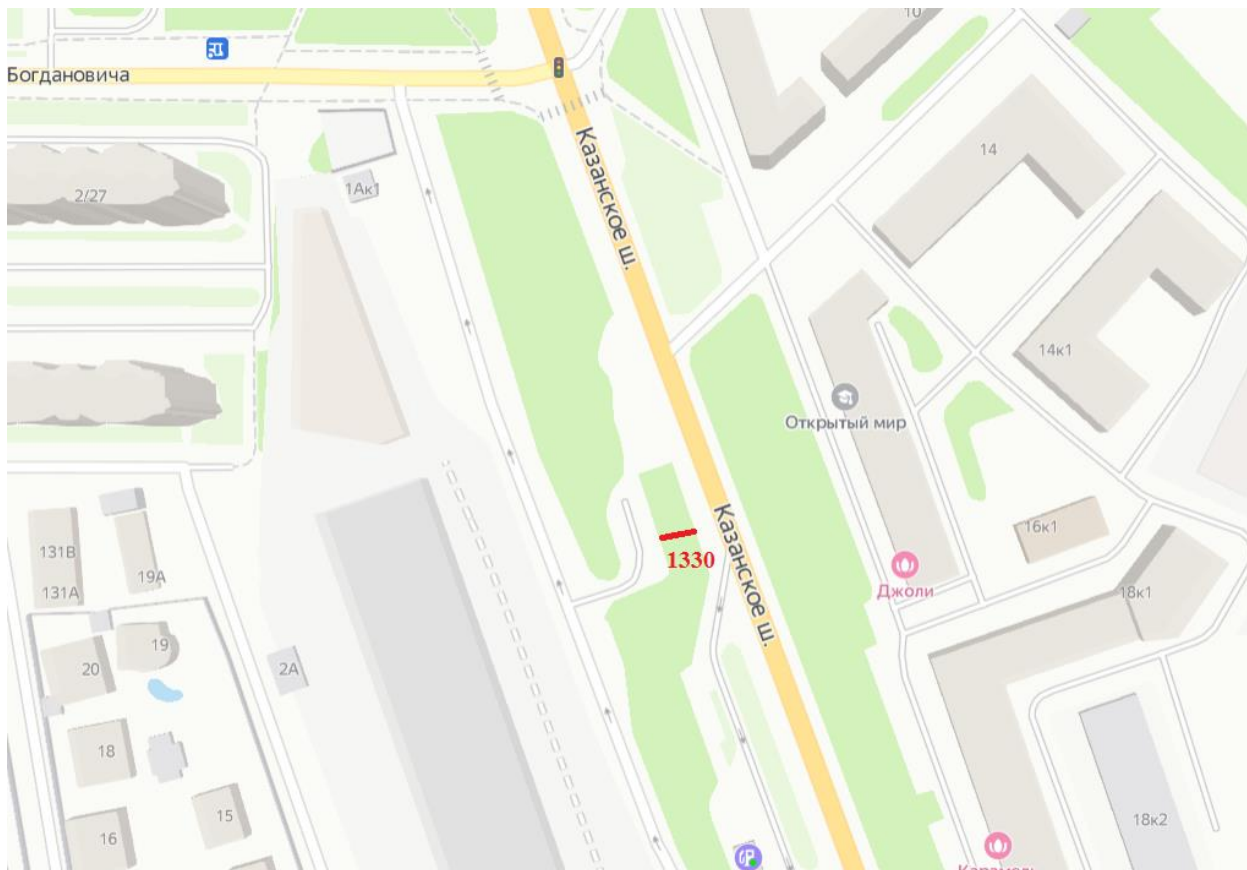 10
Богдановича
Казанское ш.
14
2/27
1Ак1
14к1
Открытый мир
131В
131А
19А
1330
Казанское ш.
16к1
Джоли
18к1
19
20
2А
18
15
16
18к2
Карамель